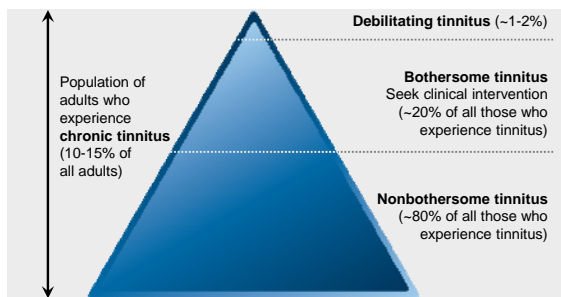 Population of
adults who
experience
chronic tinnitus
(10-15% of
all adults)
Debilitating tinnitus (~1-2%)
Bothersome tinnitus
Seek clinical intervention
(~20% of all those who
experience tinnitus)
Nonbothersome tinnitus
(~80% of all those who
experience tinnitus)